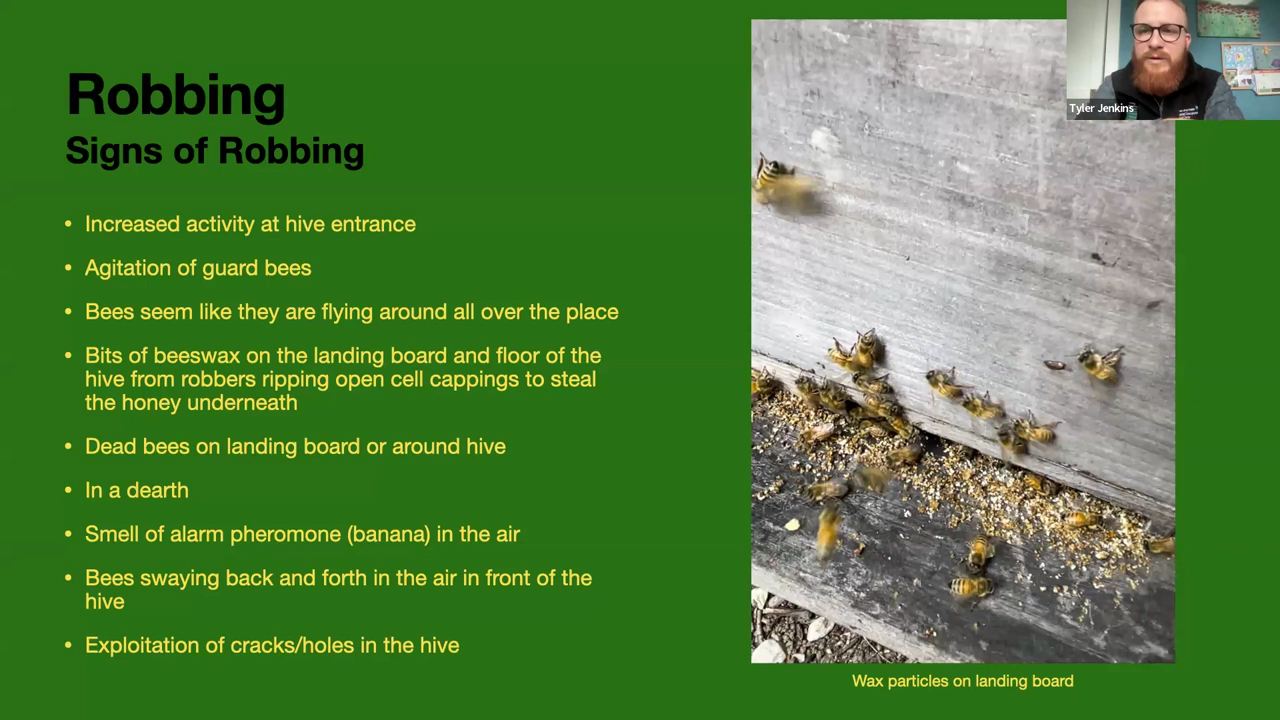 Robbing
Signs of Robbing
• Increased activity at hive entrance
• Agitation of guard bees
• Bees seem like they are flying around all over the place
• Bits of beeswax on the landing board and floor of the
hive from robbers ripping open cell cappings to steal
the honey underneath
• Dead bees on landing board or around hive
• In a dearth
• Smell of alarm pheromone (banana) in the air
• Bees swaying back and forth in the air in front of the
hive
• Exploitation of cracks/holes in the hive
Wax particles on landing board
Tyler Jenkins